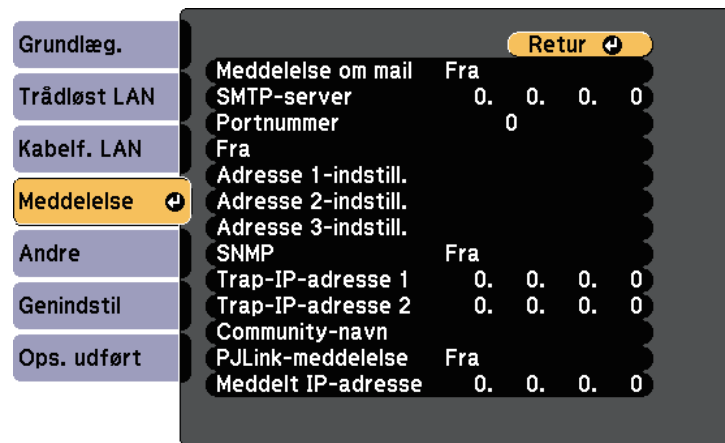 Grundlæg.
Trådløst LAN
Kabelf. LAN
Meddelelse
Andre
Genindstil
Ops. udført
Retur
Meddelelse om mail Fra
SMTP-server 0. 0. 0. 0
Portnummer 0
Fra
Adresse 1-indstill.
Adresse 2-indstill.
Adresse 3-indstill.
SNMP Fra
Trap-IP-adresse 1 0. 0. 0. 0
Trap-IP-adresse 2 0. 0. 0. 0
Community-navn
PJLink-meddelelse Fra
Meddelt IP-adresse 0. 0. 0. 0